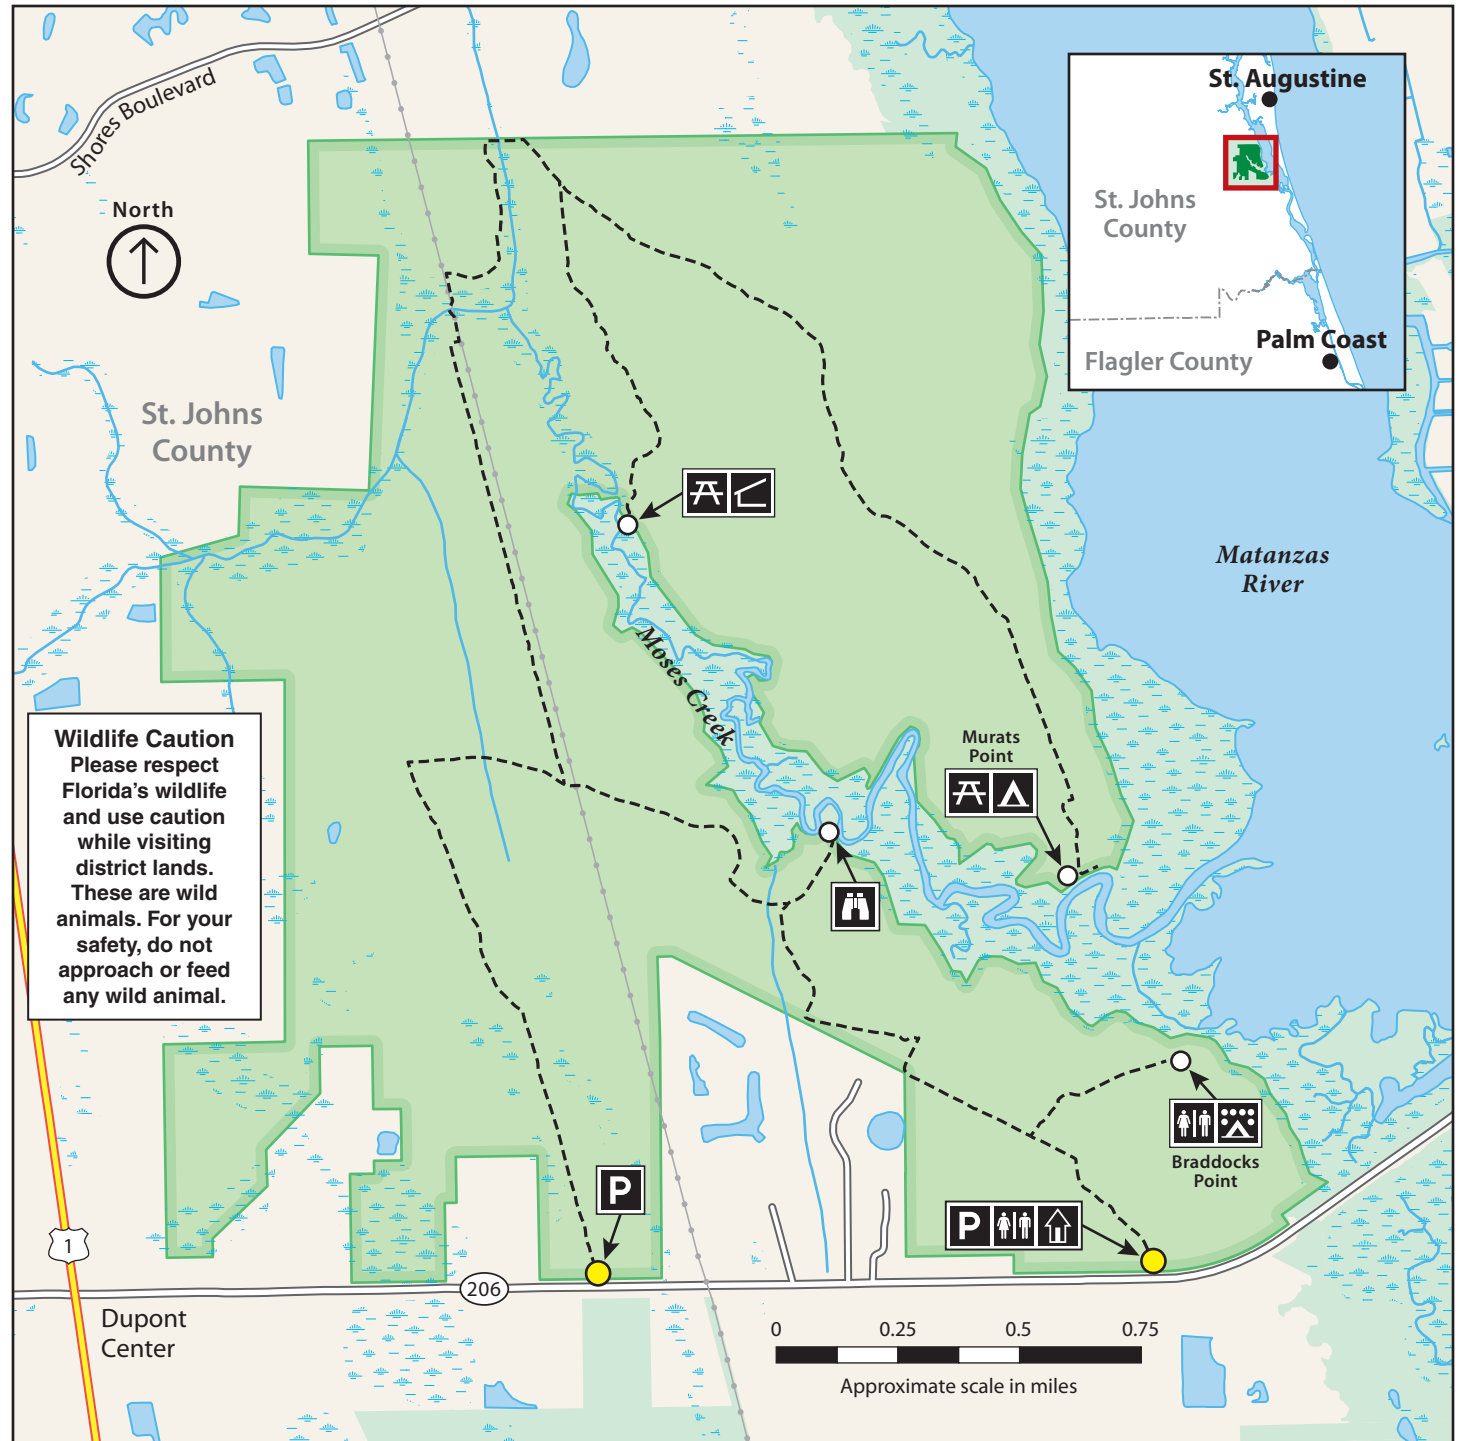 Shores Boulevard
North
St. Augustine
St. Johns
County
Palm Coast
Flagler County
St. Johns
County
Matanzas
River
Moses Creek
Wildlife Caution
Please respect
Florida’s wildlife
and use caution
while visiting
district lands.
These are wild
animals. For your
safety, do not
approach or feed
any wild animal.
Murats
Point
Braddocks
Point
P
P
1
206
Dupont
Center
0 0.25 0.5 0.75
Approximate scale in miles